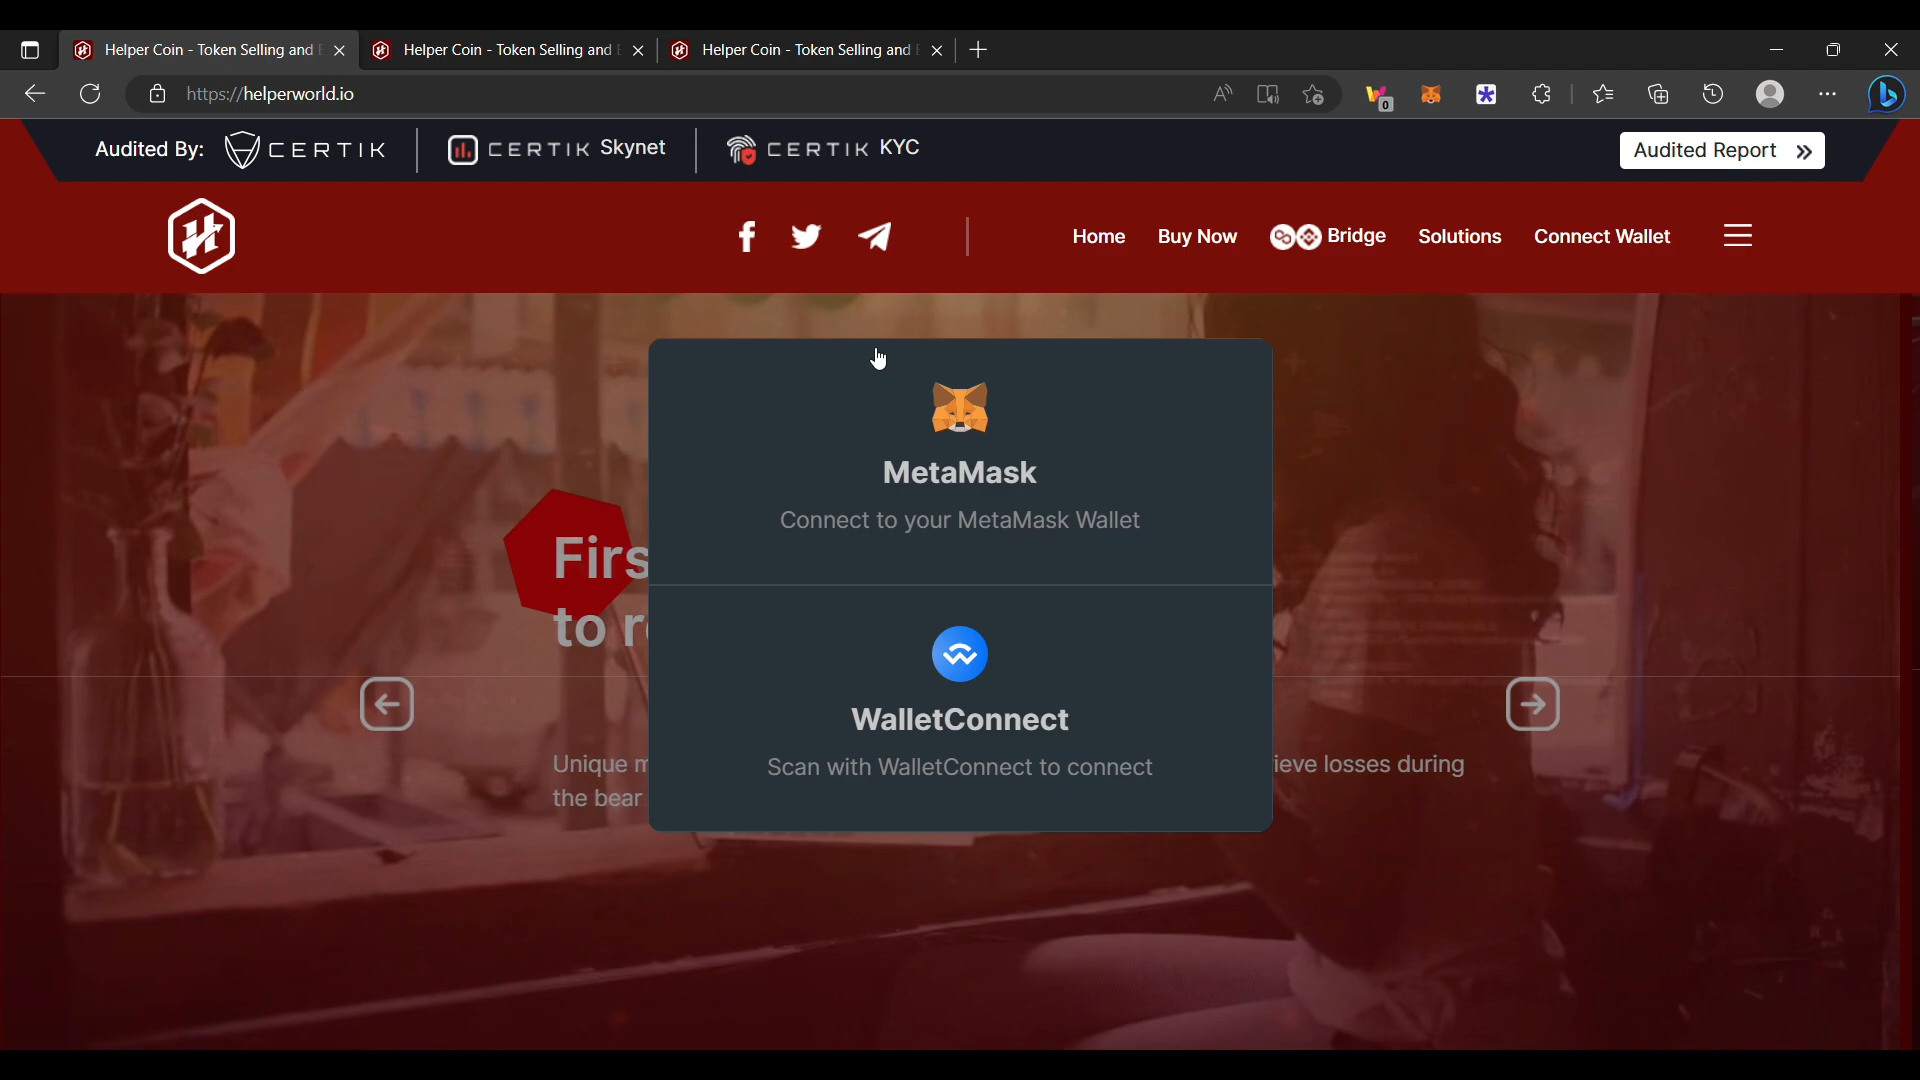 Helper Coin - Token Selling and
Helper Coin - Token Selling and
Helper Coin - Token Selling and
https://helperworld.io
0
Audited By: CERTIK CERTIK Skynet CERTIK KYC Audited Report
Home Buy Now Bridge Solutions Connect Wallet
MetaMask
Connect to your MetaMask Wallet
to
WalletConnect
Scan with WalletConnect to connect
Unique
losses during
the bear